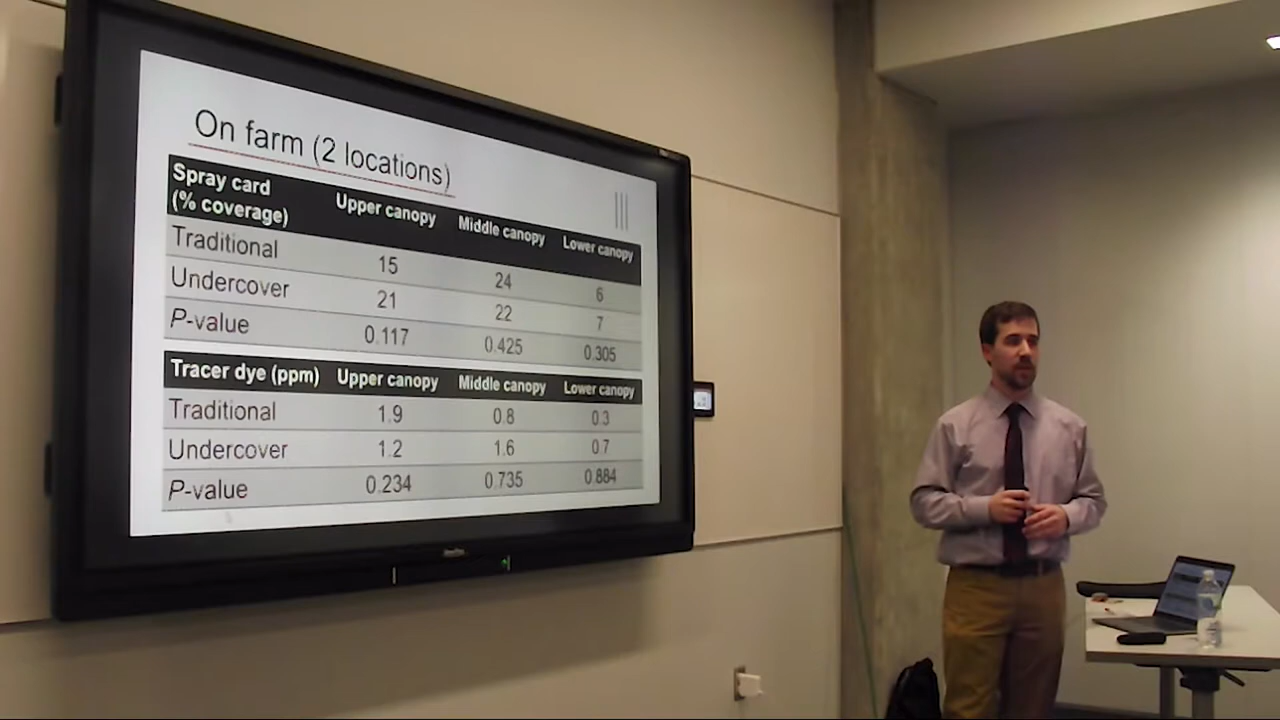 On farm (2 locations)
Spray card (% coverage) Upper canopy Middle canopy Lower canopy
Traditional 15 24 6
Undercover 21 22 7
P-value 0.117 0.425 0.305
Tracer dye (ppm) Upper canopy Middle canopy Lower canopy
Traditional 1.9 0.8 0.3
Undercover 1.2 1.6 0.7
P-value 0.234 0.735 0.884